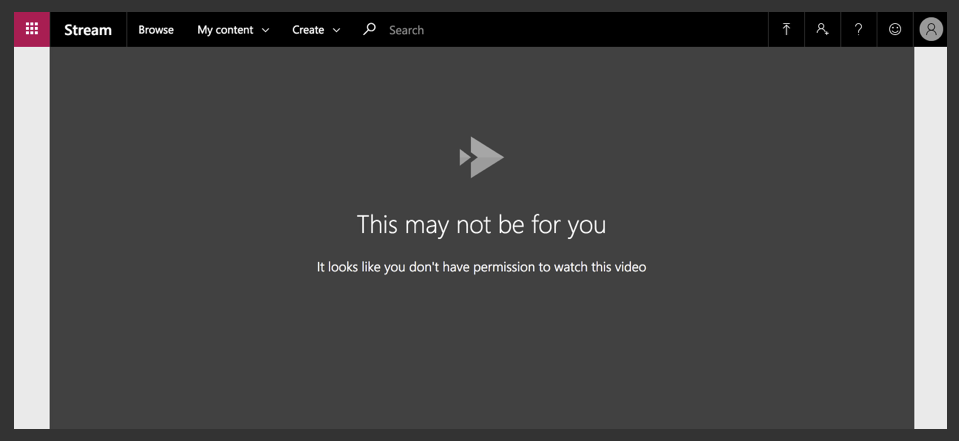 Stream Browse My content Create Search ?
This may not be for you
It looks like you don't have permission to watch this video